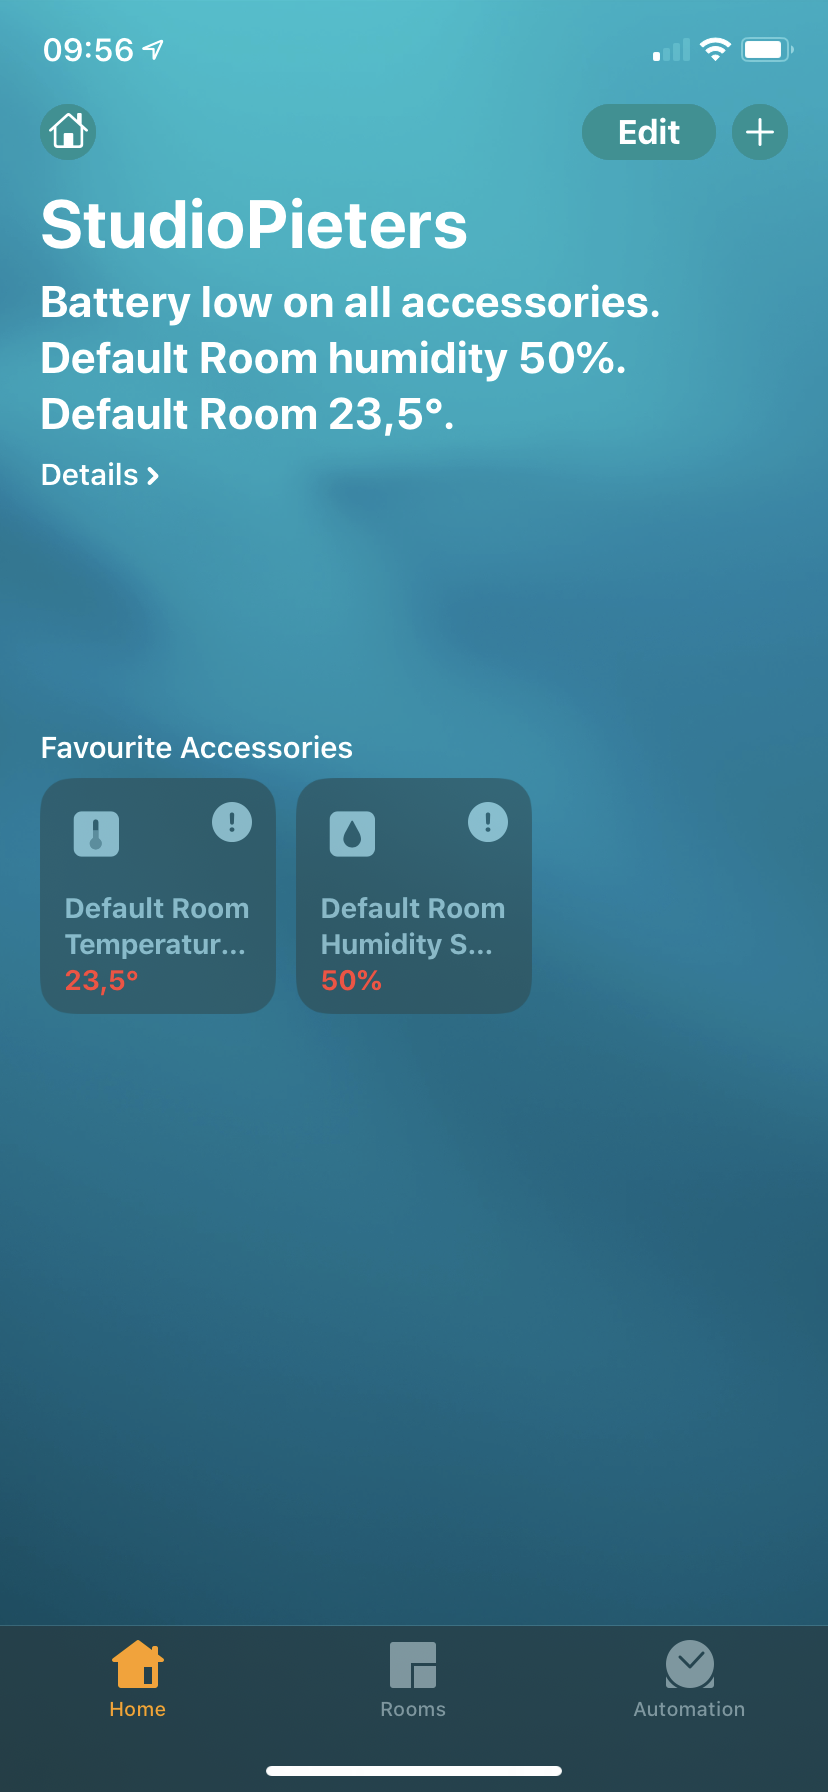 09:56
Edit
StudioPieters
Battery low on all accessories.
Default Room humidity 50%.
Default Room 23,5°.
Details
Favourite Accessories
Default Room
Temperatur...
23,5°
Default Room
Humidity S...
50%
Home
Rooms
Automation